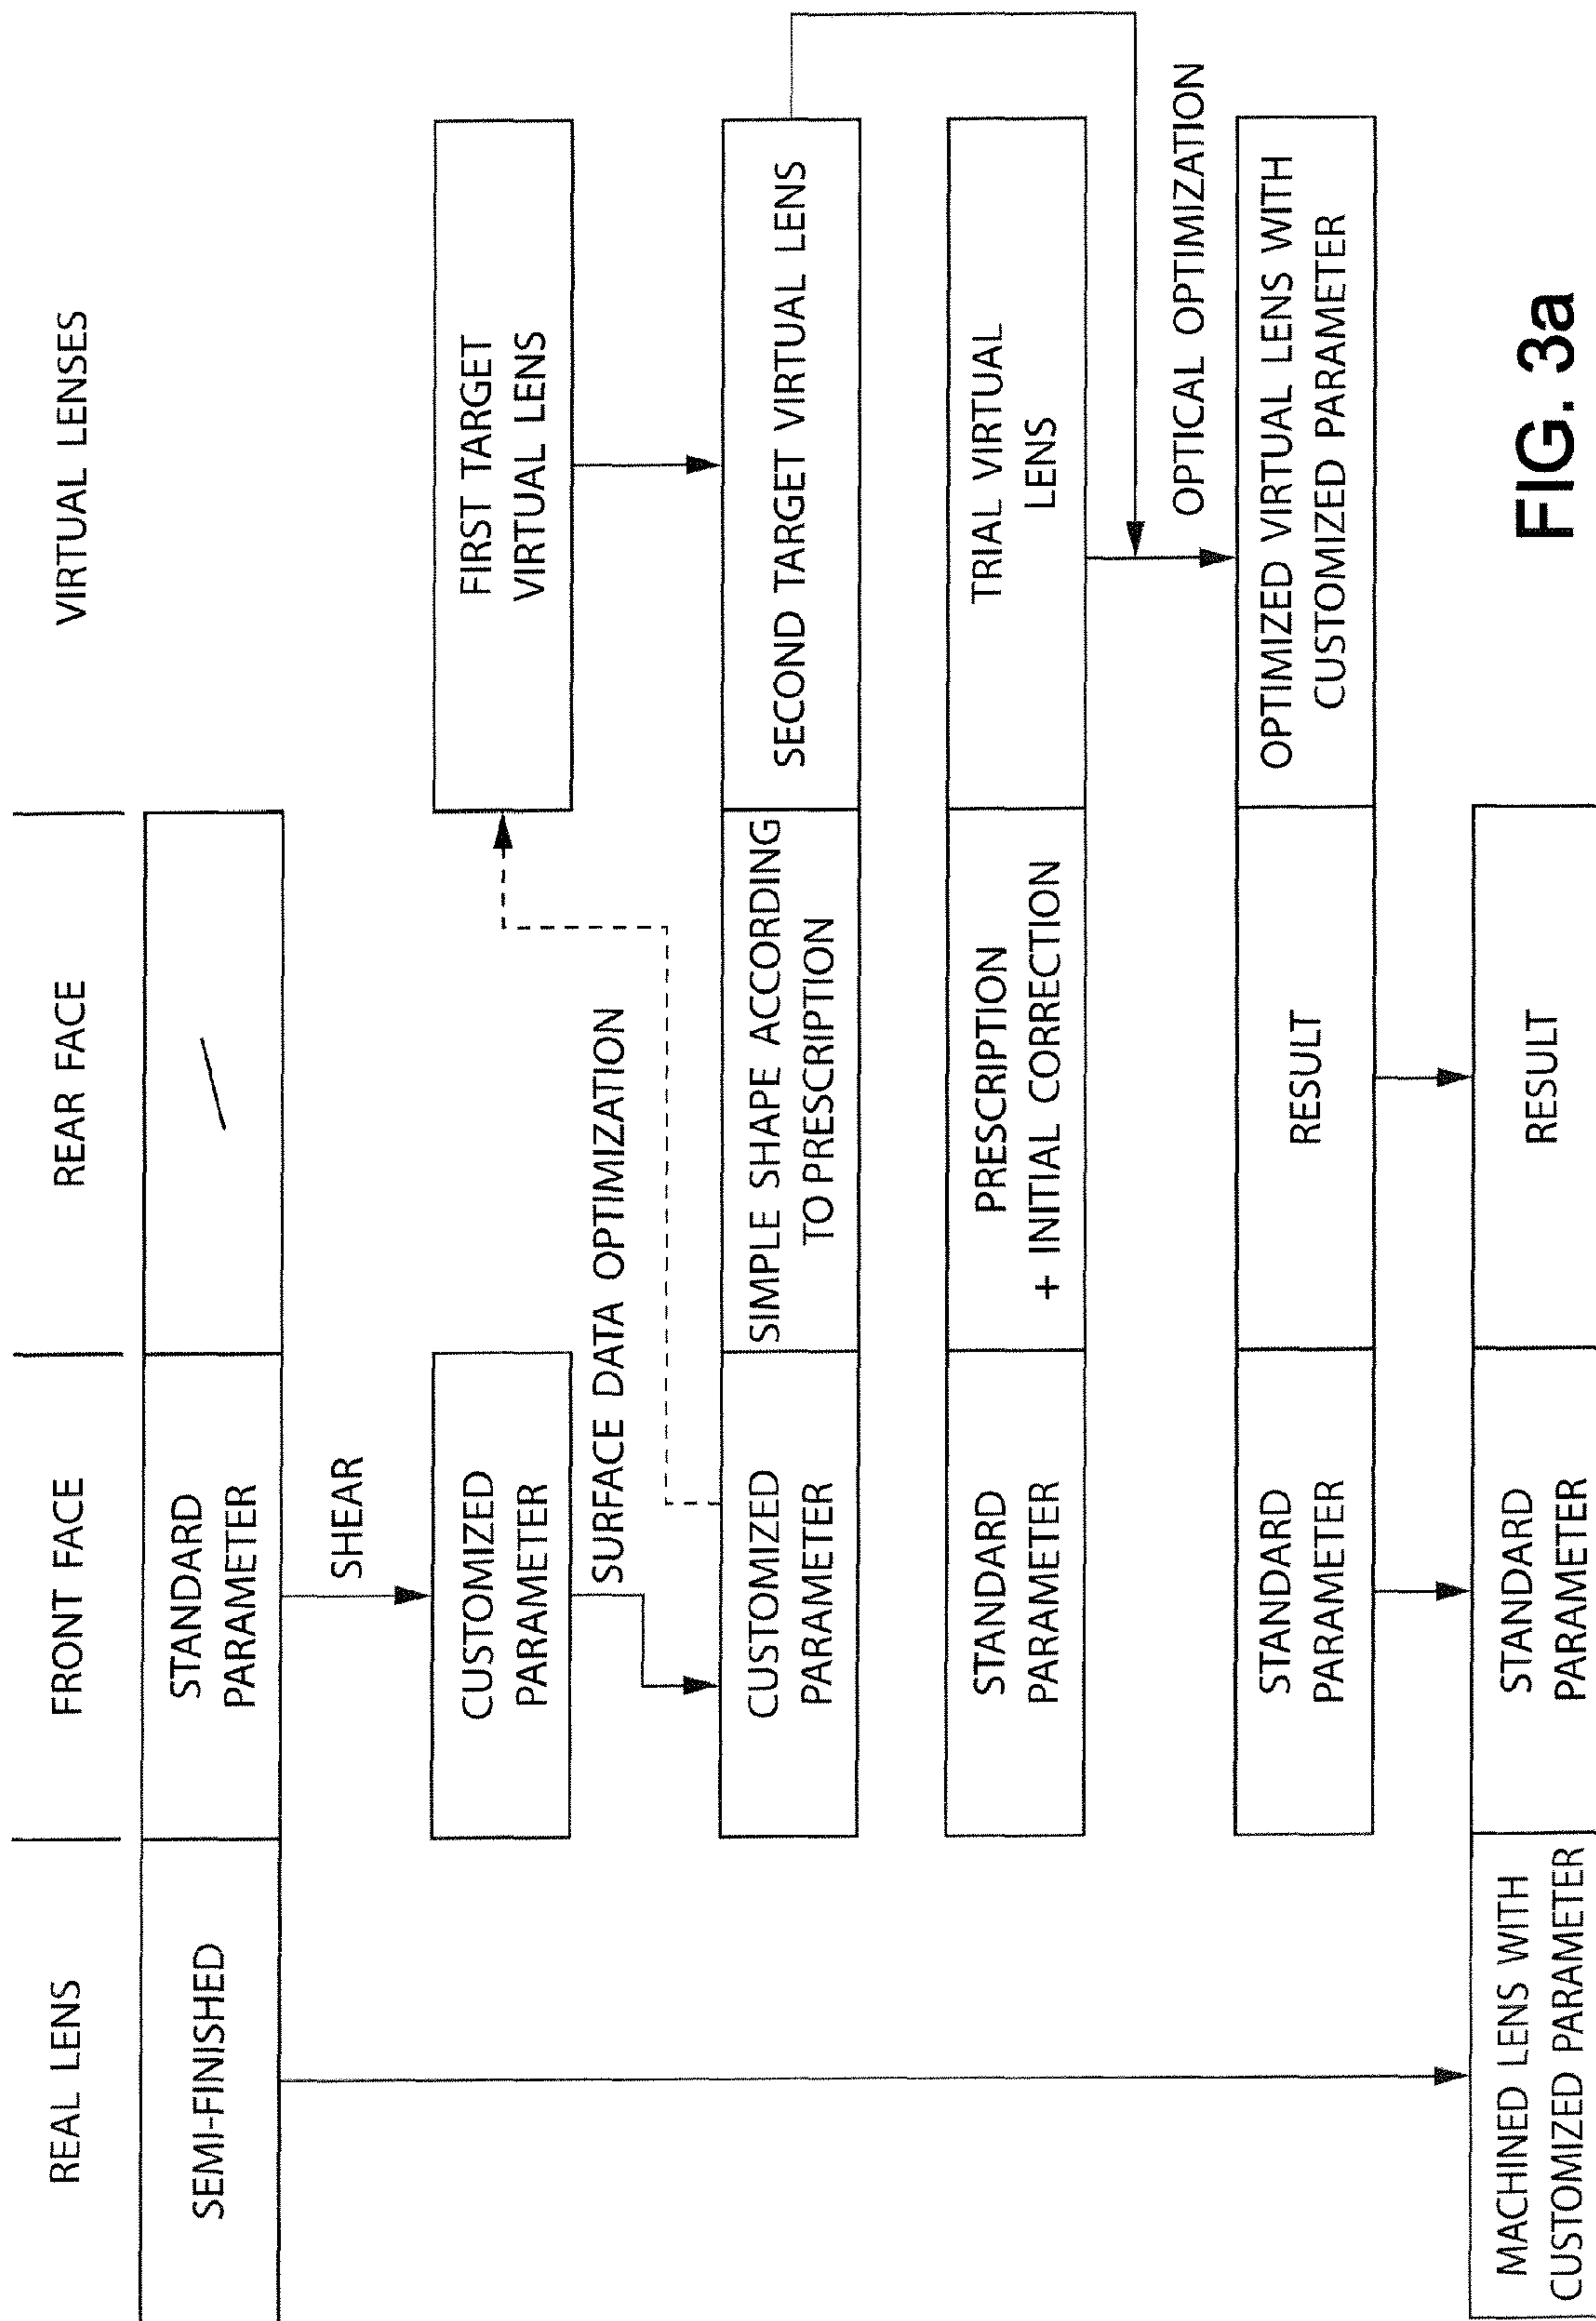 REAL LENS
FRONT FACE
REAR FACE
VIRTUAL LENSES
SEMI-FINISHED
STANDARD
PARAMETER
SHEAR
CUSTOMIZED
PARAMETER
FIRST TARGET
VIRTUAL LENS
SURFACE DATA OPTIMIZATION
CUSTOMIZED
PARAMETER
SIMPLE SHAPE ACCORDING
TO PRESCRIPTION
SECOND TARGET VIRTUAL LENS
STANDARD
PARAMETER
PRESCRIPTION
+ INITIAL CORRECTION
TRIAL VIRTUAL
LENS
OPTICAL OPTIMIZATION
STANDARD
PARAMETER
RESULT
OPTIMIZED VIRTUAL LENS WITH
CUSTOMIZED PARAMETER
MACHINED LENS WITH
CUSTOMIZED PARAMETER
STANDARD
PARAMETER
RESULT
FIG. 3a